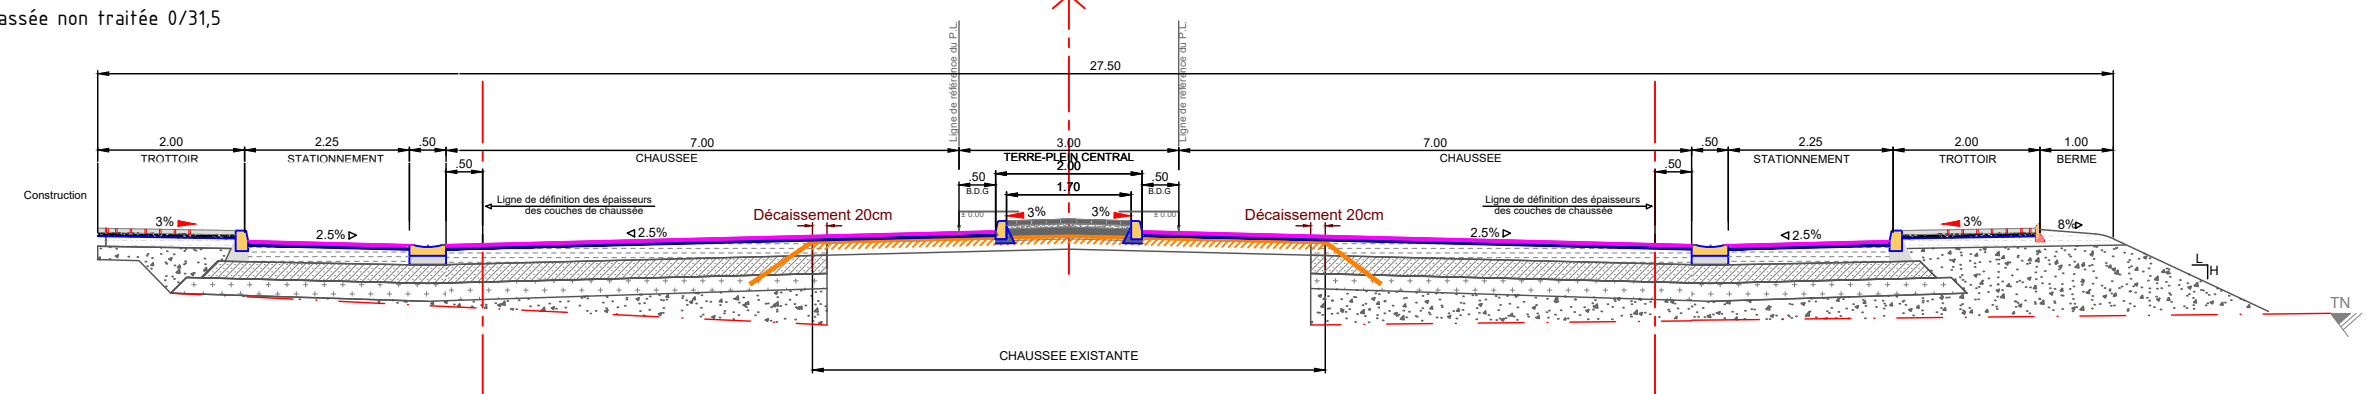 assée non traitée 0/31,5
Ligne de référence du P.L.
Ligne de référence du P.L.
27.50
2.00
2.25
.50
7.00
3.00
7.00
.50
2.25
2.00
1.00
TROTTOIR
STATIONNEMENT
CHAUSSEE
TERRE-PLEIN CENTRAL
CHAUSSEE
STATIONNEMENT
TROTTOIR
BERME
.50
2.00
.50
.50
.50
B.D.G
1.70
B.D.G
Construction
Ligne de définition des épaisseurs
des couches de chaussée
Ligne de définition des épaisseurs
des couches de chaussée
Décaissement 20cm
± 0.00
3%
3%
± 0.00
Décaissement 20cm
3%
2.5%
2.5%
2.5%
2.5%
3%
8%
L
H
TN
CHAUSSEE EXISTANTE